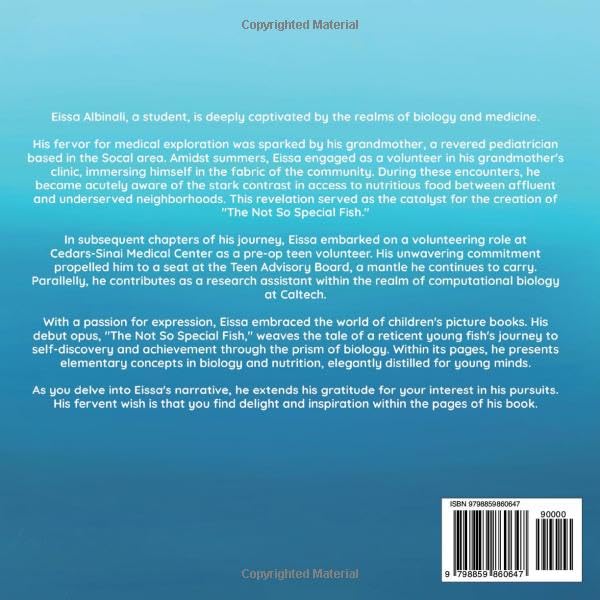 Copyrighted Material
Eissa Albinali, a student, is deeply captivated by the realms of biology and medicine.
His fervor for medical exploration was sparked by his grandmother, a revered pediatrician
based in the Socal area. Amidst summers, Eissa engaged as a volunteer in his grandmother's
clinic, immersing himself in the fabric of the community. During these encounters, he
became acutely aware of the stark contrast in access to nutritious food between affluent
and underserved neighborhoods. This revelation served as the catalyst for the creation of
"The Not So Special Fish."
In subsequent chapters of his journey, Eissa embarked on a volunteering role at
Cedars-Sinai Medical Center as a pre-op teen volunteer. His unwavering commitment
propelled him to a seat at the Teen Advisory Board, a mantle he continues to carry.
Parallelly, he contributes as a research assistant within the realm of computational biology
at Caltech.
With a passion for expression, Eissa embraced the world of children's picture books. His
debut opus, "The Not So Special Fish," weaves the tale of a reticent young fish's journey to
self-discovery and achievement through the prism of biology. Within its pages, he presents
elementary concepts in biology and nutrition, elegantly distilled for young minds.
As you delve into Eissa's narrative, he extends his gratitude for your interest in his pursuits.
His fervent wish is that you find delight and inspiration within the pages of his book.
ISBN 9798859860647
90000
9 798859 860647
Copyrighted Material